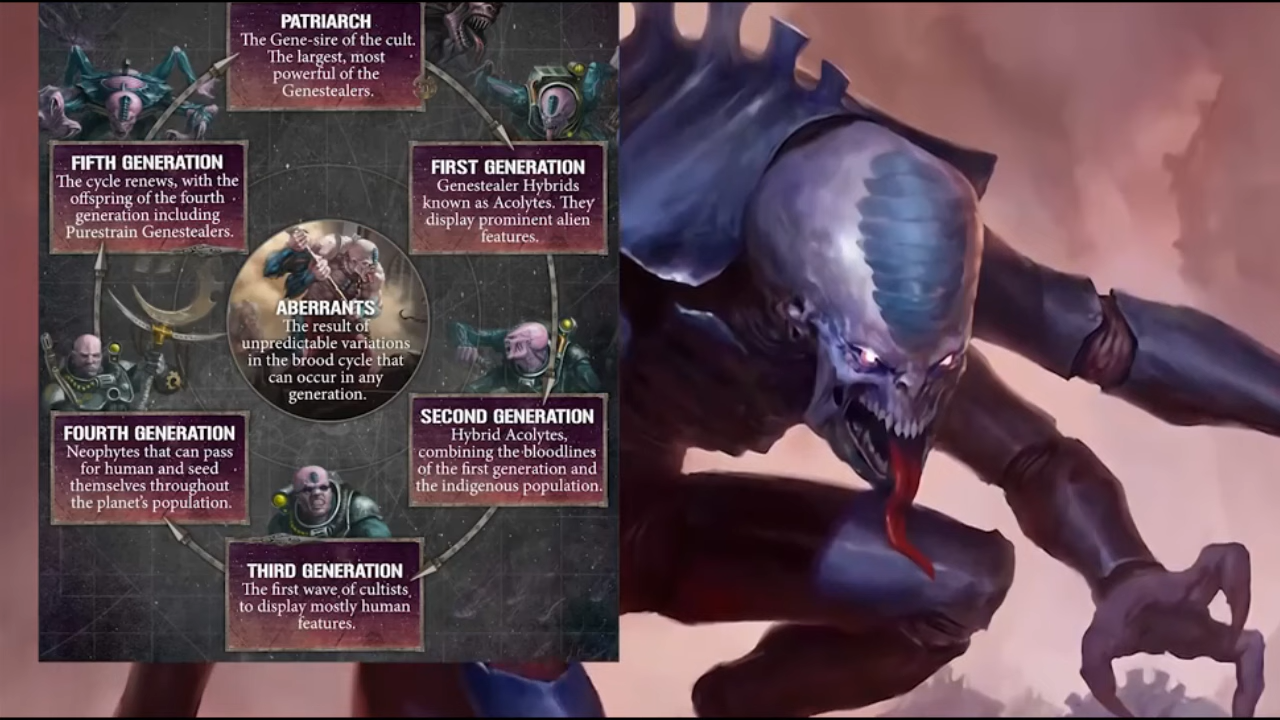 PATRIARCH
The Gene-sire of the cult.
The largest, most
powerful of the
Genestealers.
FIRST GENERATION
Genestealer Hybrids
known as Acolytes. They
display prominent alien
features.
SECOND GENERATION
Hybrid Acolytes,
combining the bloodlines
of the first generation and
the indigenous population.
THIRD GENERATION
The first wave of cultists
to display mostly human
features.
FOURTH GENERATION
Neophytes that can pass
for human and seed
themselves throughout
the planet's population.
FIFTH GENERATION
The cycle renews, with the
offspring of the fourth
generation including
Purestrain Genestealers.
ABERRANTS
The result of
unpredictable variations
in the brood cycle that
can occur in any
generation.